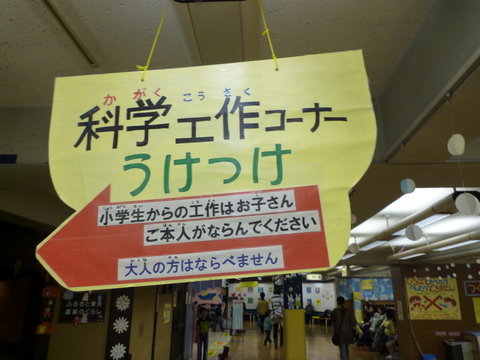 かがく こうさく
科学工作コーナー
うけつけ
小学生からの工作はお子さん
ご本人がならんでください
大人の方はならべません